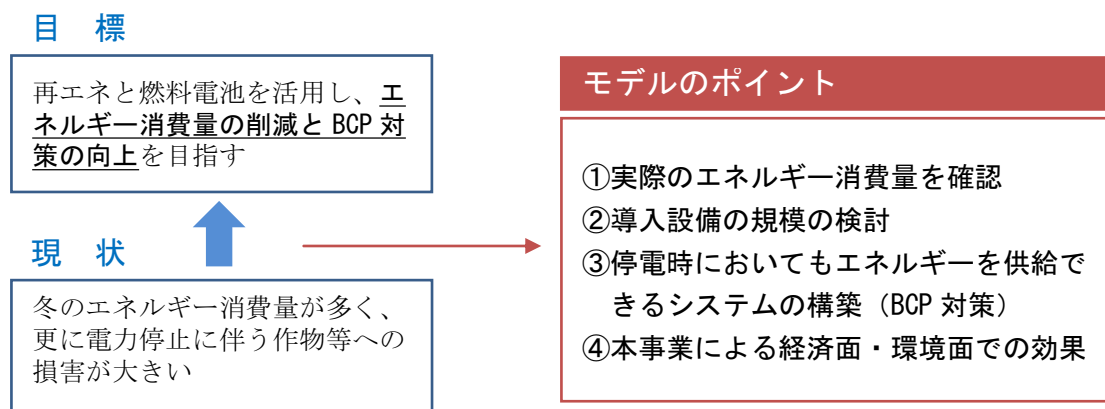 目　標
再エネと燃料電池を活用し、エ
ネルギー消費量の削減と BCP 対
策の向上を目指す
現　状
冬のエネルギー消費量が多く、
更に電力停止に伴う作物等への
損害が大きい
モデルのポイント
①実際のエネルギー消費量を確認
②導入設備の規模の検討
③停電時においてもエネルギーを供給で
きるシステムの構築（BCP 対策）
④本事業による経済面・環境面での効果